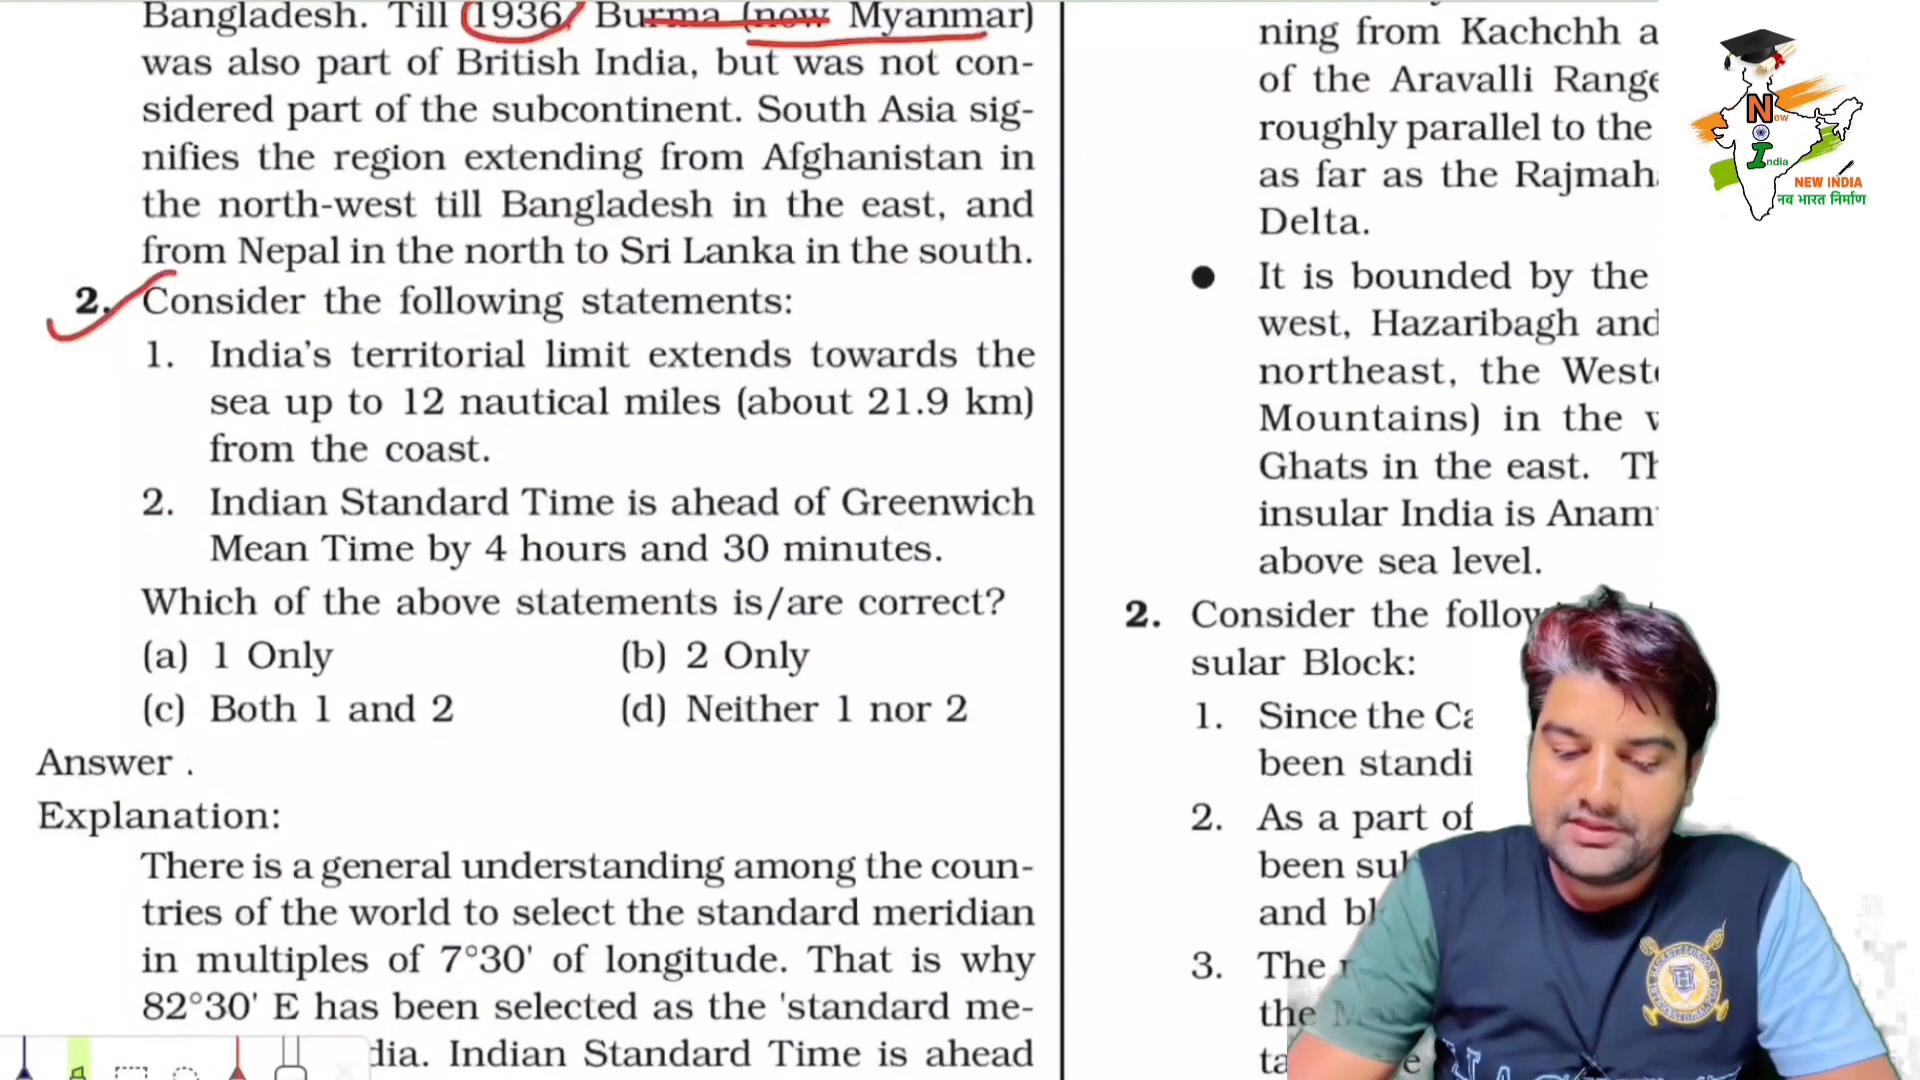 Bangladesh. Till 1936 Burma (now Myanmar)
was also part of British India, but was not con-
sidered part of the subcontinent. South Asia sig-
nifies the region extending from Afghanistan in
the north-west till Bangladesh in the east, and
from Nepal in the north to Sri Lanka in the south.
2. Consider the following statements:
1. India's territorial limit extends towards the
sea up to 12 nautical miles (about 21.9 km)
from the coast.
2. Indian Standard Time is ahead of Greenwich
Mean Time by 4 hours and 30 minutes.
Which of the above statements is/are correct?
(a) 1 Only (b) 2 Only
(c) Both 1 and 2 (d) Neither 1 nor 2
Answer .
Explanation:
There is a general understanding among the coun-
tries of the world to select the standard meridian
in multiples of 7°30' of longitude. That is why
82°30' E has been selected as the 'standard me-
dia. Indian Standard Time is ahead
ning from Kachchh a
of the Aravalli Range
roughly parallel to the
as far as the Rajmah
Delta.
● It is bounded by the
west, Hazaribagh and
northeast, the West
Mountains) in the
Ghats in the east.
insular India is Anam
above sea level.
2. Consider the follow
sular Block:
1. Since the Ca
been standi
2. As a part of
been sul
and bl
3. The
the
ta
New
India
NEW INDIA
नव भारत निर्माण
H